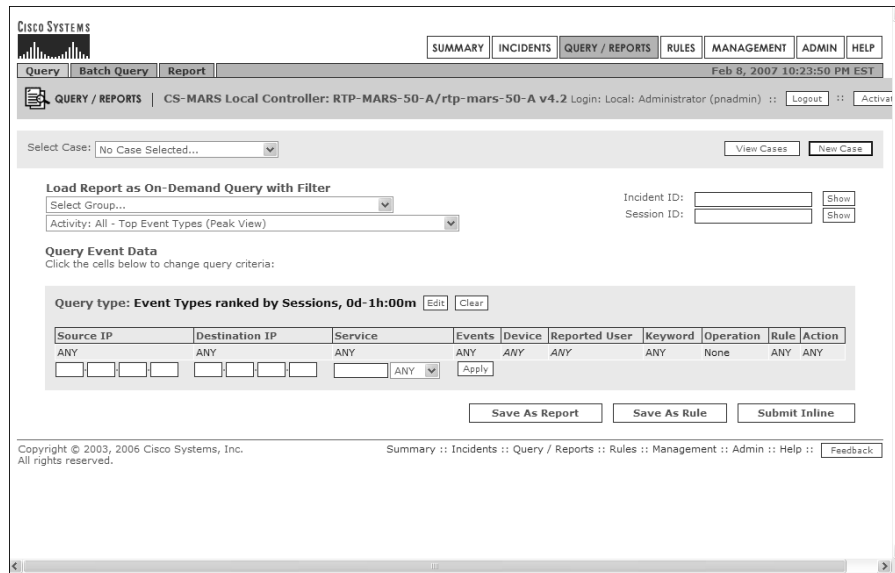 CISCO SYSTEMS
SUMMARY INCIDENTS QUERY / REPORTS RULES MANAGEMENT ADMIN HELP
Query Batch Query Report Feb 8, 2007 10:23:50 PM EST
QUERY / REPORTS | CS-MARS Local Controller: RTP-MARS-50-A/rtp-mars-50-A v4.2 Login: Local: Administrator (pnadmin) :: Logout :: Activat
Select Case: No Case Selected... View Cases New Case
Load Report as On-Demand Query with Filter
Select Group... Incident ID: Show
Activity: All - Top Event Types (Peak View) Session ID: Show
Query Event Data
Click the cells below to change query criteria:
Query type: Event Types ranked by Sessions, 0d-1h:00m Edit Clear
Source IP Destination IP Service Events Device Reported User Keyword Operation Rule Action
ANY ANY ANY ANY ANY ANY ANY None ANY ANY
ANY Apply
Save As Report Save As Rule Submit Inline
Copyright © 2003, 2006 Cisco Systems, Inc. Summary :: Incidents :: Query / Reports :: Rules :: Management :: Admin :: Help :: Feedback
All rights reserved.